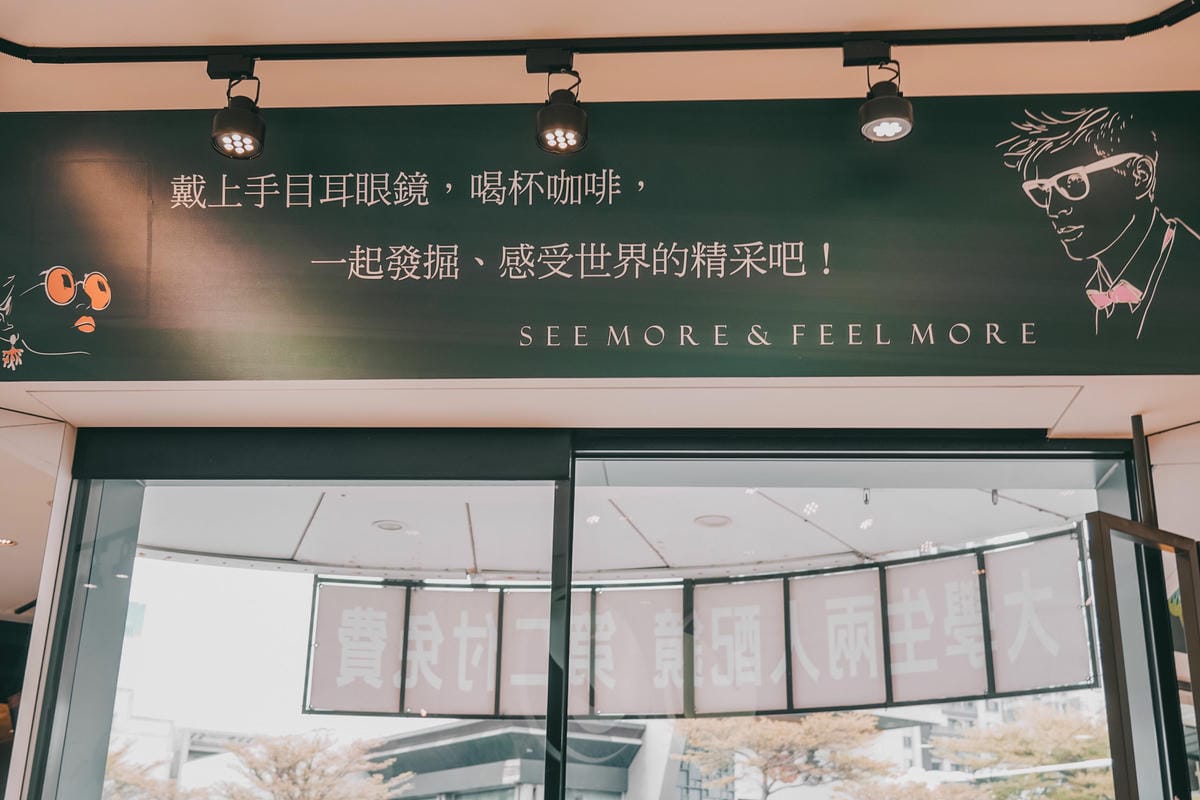 戴上手目耳眼鏡，喝杯咖啡，
一起發掘、感受世界的精采吧！
SEE MORE & FEEL MORE
大學生兩人配鏡 第二付免費